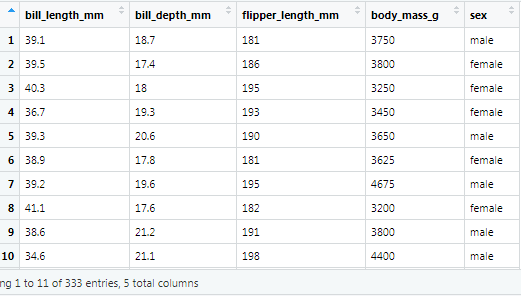 bill_length_mm bill_depth_mm flipper_length_mm body_mass_g sex
1 39.1 18.7 181 3750 male
2 39.5 17.4 186 3800 female
3 40.3 18 195 3250 female
4 36.7 19.3 193 3450 female
5 39.3 20.6 190 3650 male
6 38.9 17.8 181 3625 female
7 39.2 19.6 195 4675 male
8 41.1 17.6 182 3200 female
9 38.6 21.2 191 3800 male
10 34.6 21.1 198 4400 male
ng 1 to 11 of 333 entries, 5 total columns